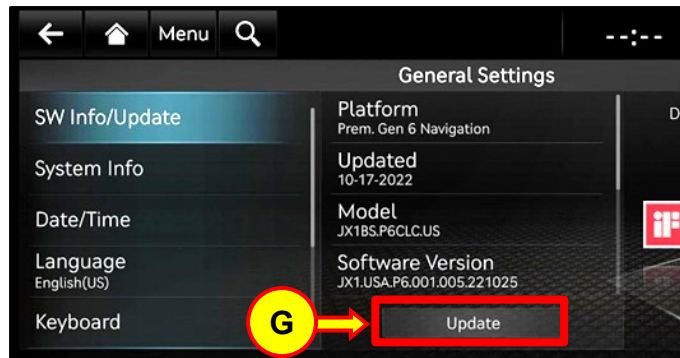 Menu
--:--
General Settings
SW Info/Update
System Info
Date/Time
Language
English(US)
Keyboard
Platform
Prem. Gen 6 Navigation
Updated
10-17-2022
Model
JX1BS.P6CLC.US
Software Version
JX1.USA.P6.001.005.221025
Update
G
D
iF